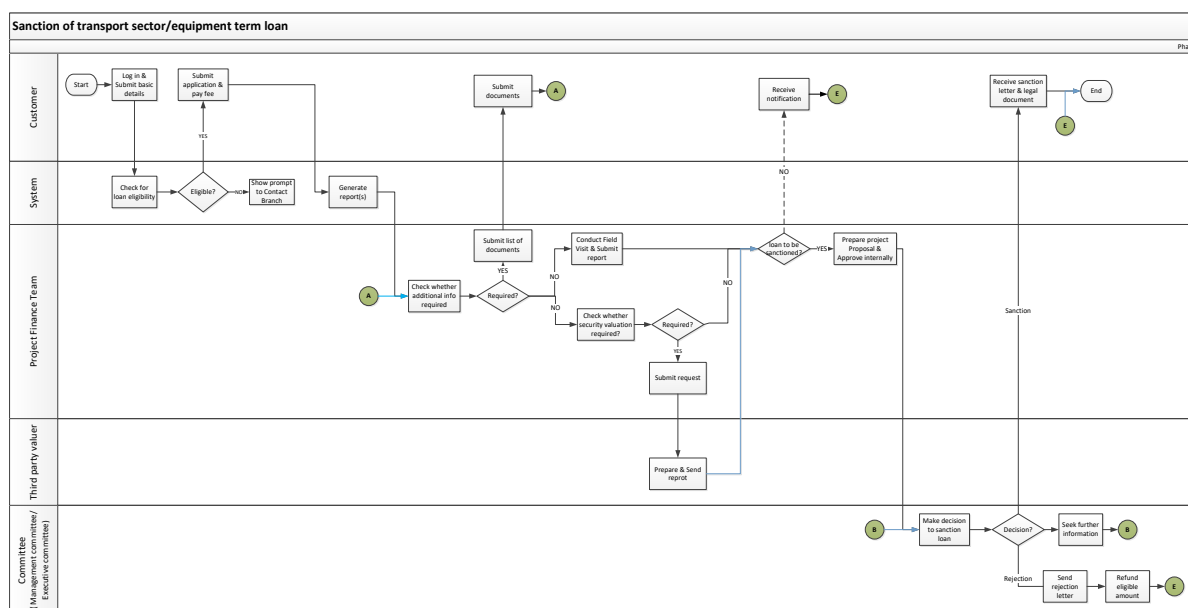 Sanction of transport sector/equipment term loan
Pha
Customer
Start
Log in &
Submit basic
details
Submit
application &
pay fee
YES
Submit
documents
A
Receive
notification
E
Receive sanction
letter & legal
document
End
E
System
Check for
loan eligibility
Eligible?
NO
Show prompt
to Contact
Branch
Generate
report(s)
NO
Project Finance Team
A
Check whether
additional info
required
Submit list of
documents
YES
Required?
NO
NO
Conduct Field
Visit & Submit
report
Check whether
security valuation
required?
Required?
NO
YES
Submit request
loan to be
sanctioned?
YES
Prepare project
Proposal &
Approve internally
Sanction
Third party valuer
Prepare & Send
reprot
Committee
( Management committee/
Executive committee)
B
Make decision
to sanction
loan
Decision?
Seek further
information
B
Rejection
Send
rejection
letter
Refund
eligible
amount
E